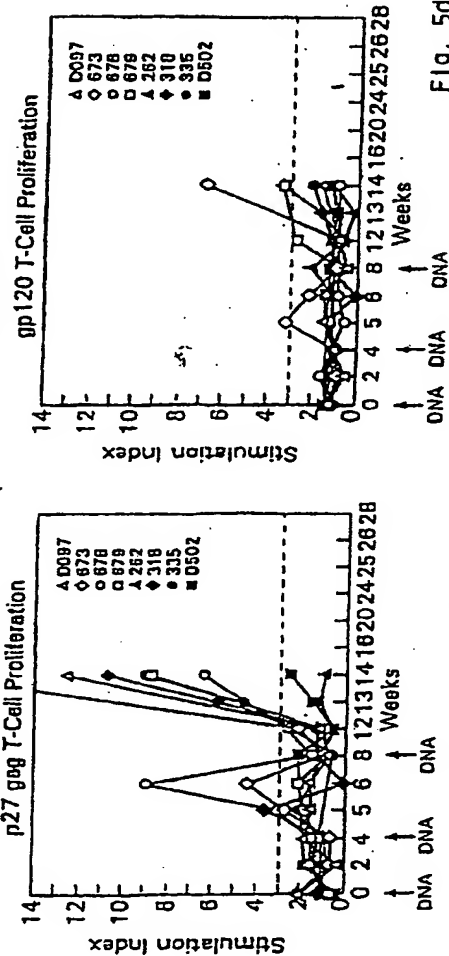 p27 gag T-Cell Proliferation
Stimulation Index
14
12
10
8
6
4
2
0
D097
673
678
679
262
318
335
D502
0 2 4 5 6 8 12 13 14 16 20 24 26 28
Weeks
DNA
DNA
DNA
gp120 T-Cell Proliferation
Stimulation Index
14
12
10
8
6
4
2
0
D097
673
678
679
262
318
335
D502
0 2 4 5 6 8 12 13 14 16 20 24 26 28
Weeks
DNA
DNA
DNA
Fig. 5d